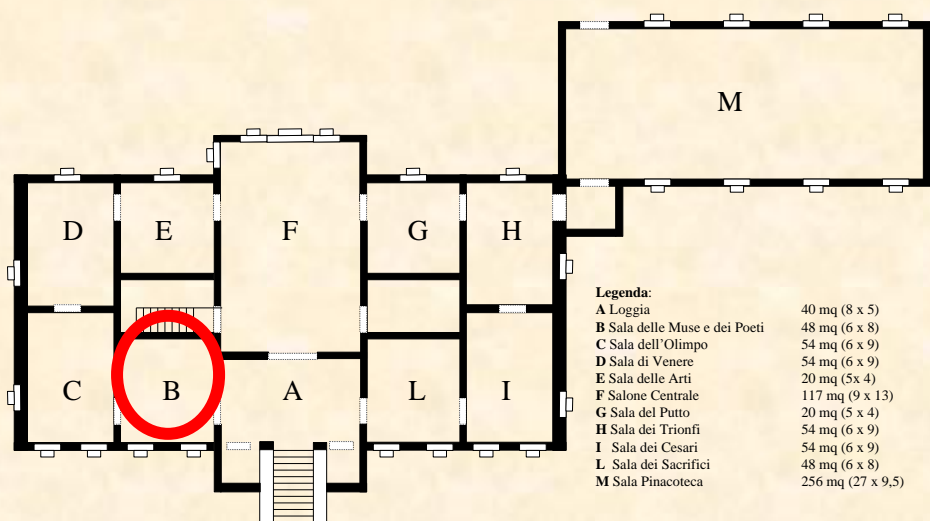 M
D
E
F
G
H
C
B
A
L
I
Legenda:
A Loggia 40 mq (8 x 5)
B Sala delle Muse e dei Poeti 48 mq (6 x 8)
C Sala dell'Olimpo 54 mq (6 x 9)
D Sala di Venere 54 mq (6 x 9)
E Sala delle Arti 20 mq (5x 4)
F Salone Centrale 117 mq (9 x 13)
G Sala del Putto 20 mq (5 x 4)
H Sala dei Trionfi 54 mq (6 x 9)
I Sala dei Cesari 54 mq (6 x 9)
L Sala dei Sacrifici 48 mq (6 x 8)
M Sala Pinacoteca 256 mq (27 x 9,5)